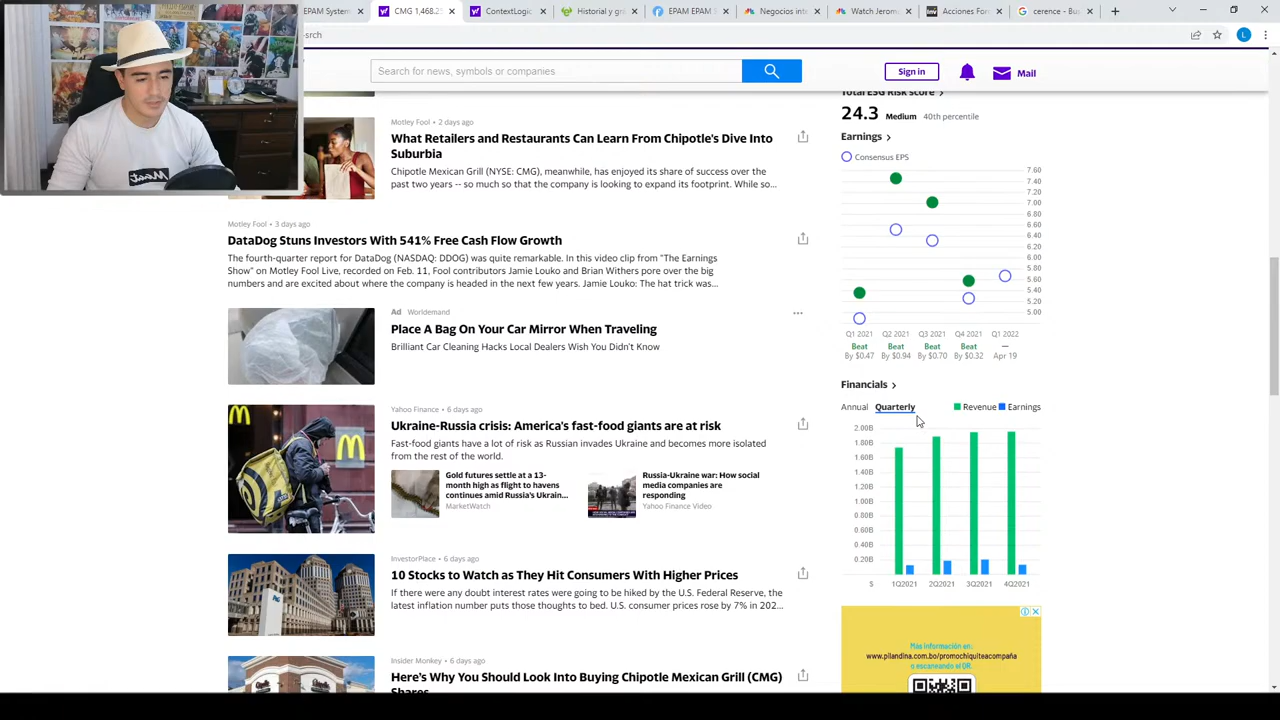 EPAM System
CMG 1,468.25
ContextLogic
EPAM EPAM S
Negocios int
Watch Jerom
Acciones For
cerence - Bus
Search for news, symbols or companies
Sign in
Mail
Total ESG Risk score
24.3 Medium 40th percentile
Earnings
Consensus EPS
7.60
7.40
7.20
7.00
6.80
6.60
6.40
6.20
6.00
5.80
5.60
5.40
5.20
5.00
Q1 2021 Q2 2021 Q3 2021 Q4 2021 Q1 2022
Beat Beat Beat Beat —
By $0.47 By $0.94 By $0.70 By $0.32 Apr 19
Financials
Annual Quarterly Revenue Earnings
2.00B
1.80B
1.60B
1.40B
1.20B
1.00B
0.80B
0.60B
0.40B
0.20B
$ 1Q2021 2Q2021 3Q2021 4Q2021
Más información en:
www.pilandina.com.bo/promochiquiteacompaña
o escaneando el QR
Motley Fool • 2 days ago
What Retailers and Restaurants Can Learn From Chipotle's Dive Into
Suburbia
Chipotle Mexican Grill (NYSE: CMG), meanwhile, has enjoyed its share of success over the
past two years -- so much so that the company is looking to expand its footprint. While so...
Motley Fool • 3 days ago
DataDog Stuns Investors With 541% Free Cash Flow Growth
The fourth-quarter report for DataDog (NASDAQ: DDOG) was quite remarkable. In this video clip from "The Earnings
Show" on Motley Fool Live, recorded on Feb. 11, Fool contributors Jamie Louko and Brian Withers pore over the big
numbers and are excited about where the company is headed in the next few years. Jamie Louko: The hat trick was...
Ad Worldemand
Place A Bag On Your Car Mirror When Traveling
Brilliant Car Cleaning Hacks Local Dealers Wish You Didn't Know
Yahoo Finance • 6 days ago
Ukraine-Russia crisis: America's fast-food giants are at risk
Fast-food giants have a lot of risk as Russian invades Ukraine and becomes more isolated
from the rest of the world.
Gold futures settle at a 13-
month high as flight to havens
continues amid Russia's Ukrain...
MarketWatch
Russia-Ukraine war: How social
media companies are
responding
Yahoo Finance Video
InvestorPlace • 6 days ago
10 Stocks to Watch as They Hit Consumers With Higher Prices
If there were any doubt interest rates were going to be hiked by the U.S. Federal Reserve, the
latest inflation number puts those thoughts to bed. U.S. consumer prices rose by 7% in 202...
Insider Monkey • 6 days ago
Here's Why You Should Look Into Buying Chipotle Mexican Grill (CMG)
Shares